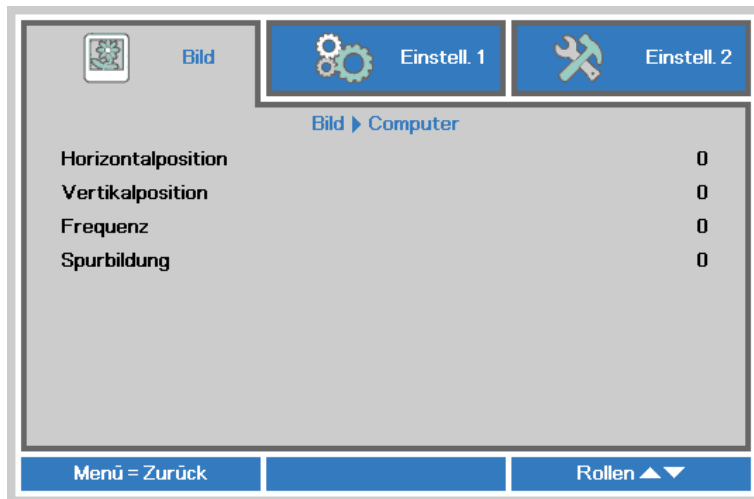 Bild Einstell. 1 Einstell. 2
Bild ▶ Computer
Horizontalposition 0
Vertikalposition 0
Frequenz 0
Spurbildung 0
Menü = Zurück Rollen ▲▼